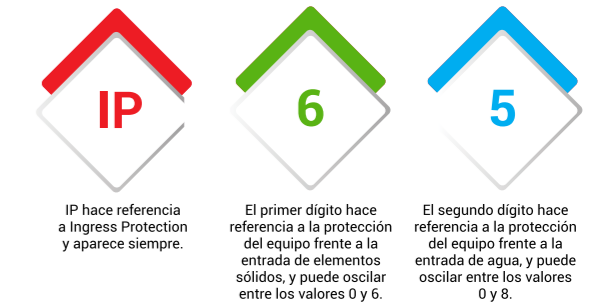 IP
IP hace referencia
a Ingress Protection
y aparece siempre.
6
El primer dígito hace
referencia a la protección
del equipo frente a la
entrada de elementos
sólidos, y puede oscilar
entre los valores 0 y 6.
5
El segundo dígito hace
referencia a la protección
del equipo frente a la
entrada de agua, y puede
oscilar entre los valores
0 y 8.